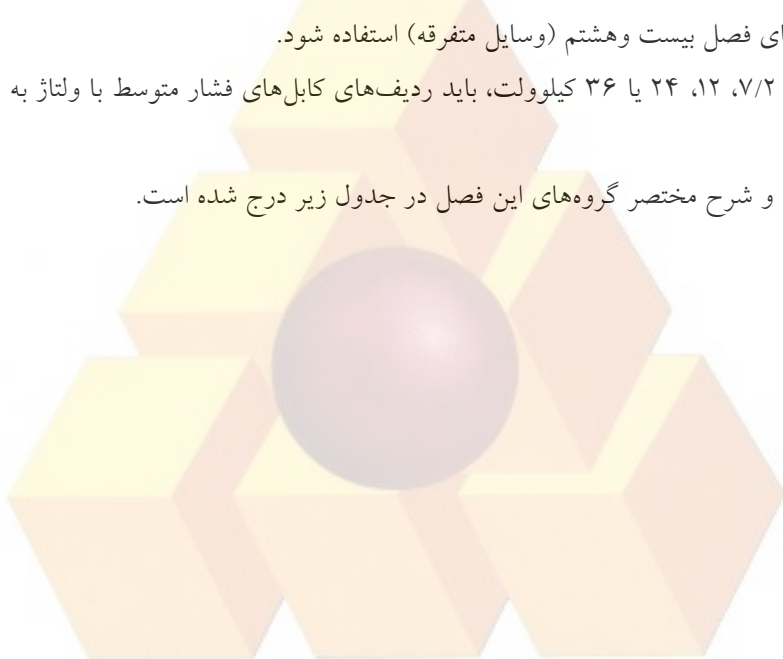 ای فصل بیست وهشتم (وسایل متفرقه) استفاده شود.
۷/۲، ۱۲، ۲۴ یا ۳۶ کیلوولت، باید ردیف‌های کابل‌های فشار متوسط با ولتاژ به
و شرح مختصر گروه‌های این فصل در جدول زیر درج شده است.